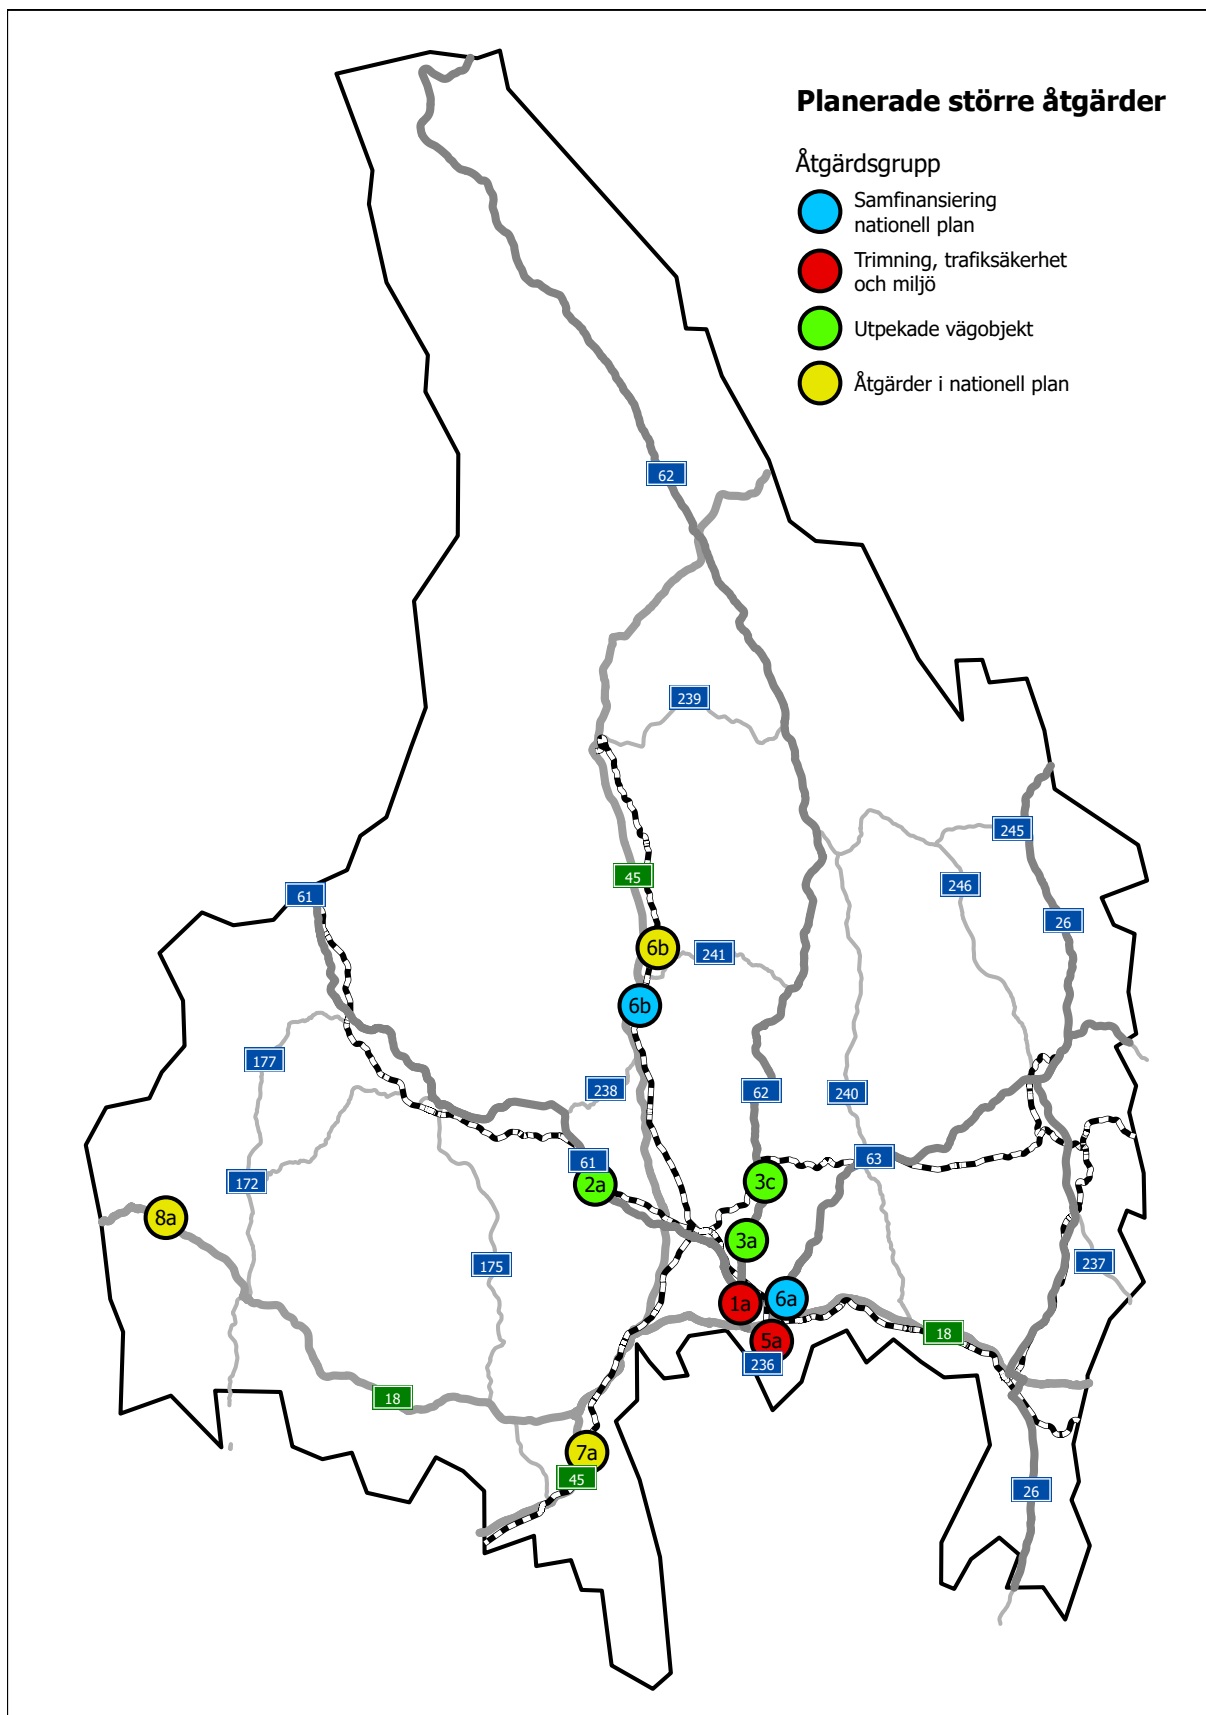 Planerade större åtgärder
Åtgärdsgrupp
Samfinansiering
nationell plan
Trimning, trafiksäkerhet
och miljö
Utpekade vägobjekt
Åtgärder i nationell plan
62
239
245
45
246
61
26
6b
241
6b
177
238
62
240
63
61
172
2a
3c
8a
3a
175
237
6a
1a
18
5a
236
18
7a
45
26